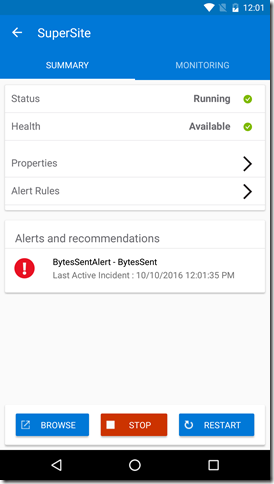 12:01
SuperSite
SUMMARY MONITORING
Status Running
Health Available
Properties
Alert Rules
Alerts and recommendations
BytesSentAlert - BytesSent
Last Active Incident : 10/10/2016 12:01:35 PM
BROWSE STOP RESTART